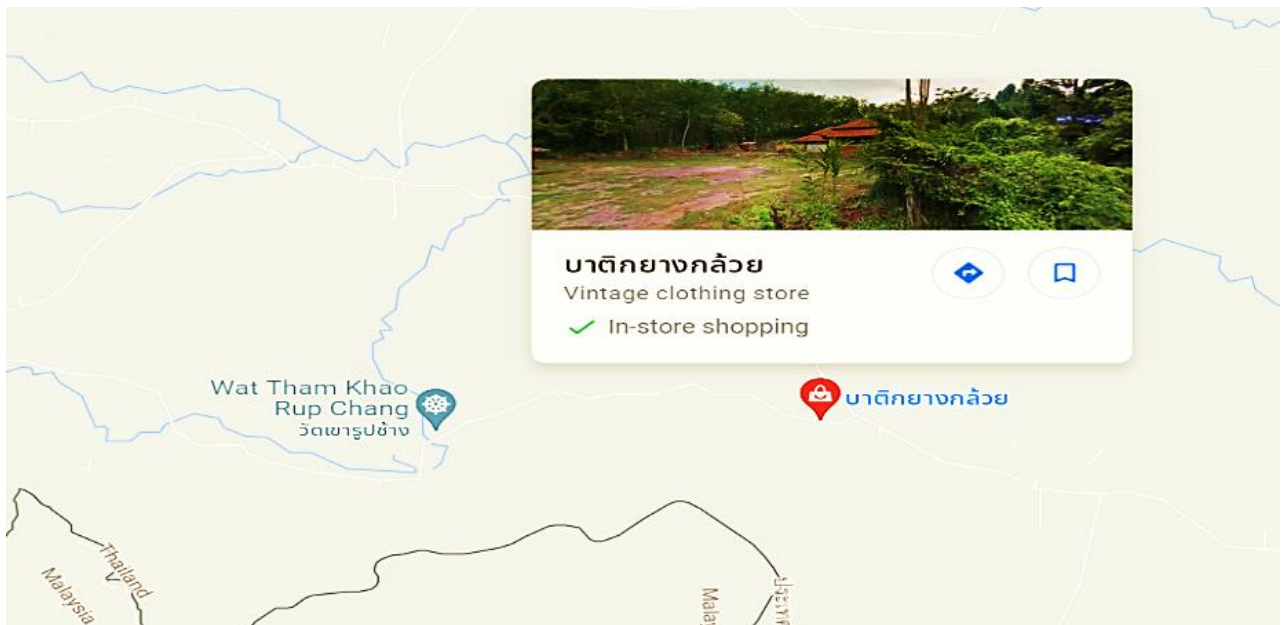 บาติกยางกล้วย
Vintage clothing store
In-store shopping
Wat Tham Khao
Rup Chang
วัดเขารูปช้าง
บาติกยางกล้วย
Thailand
Malaysia